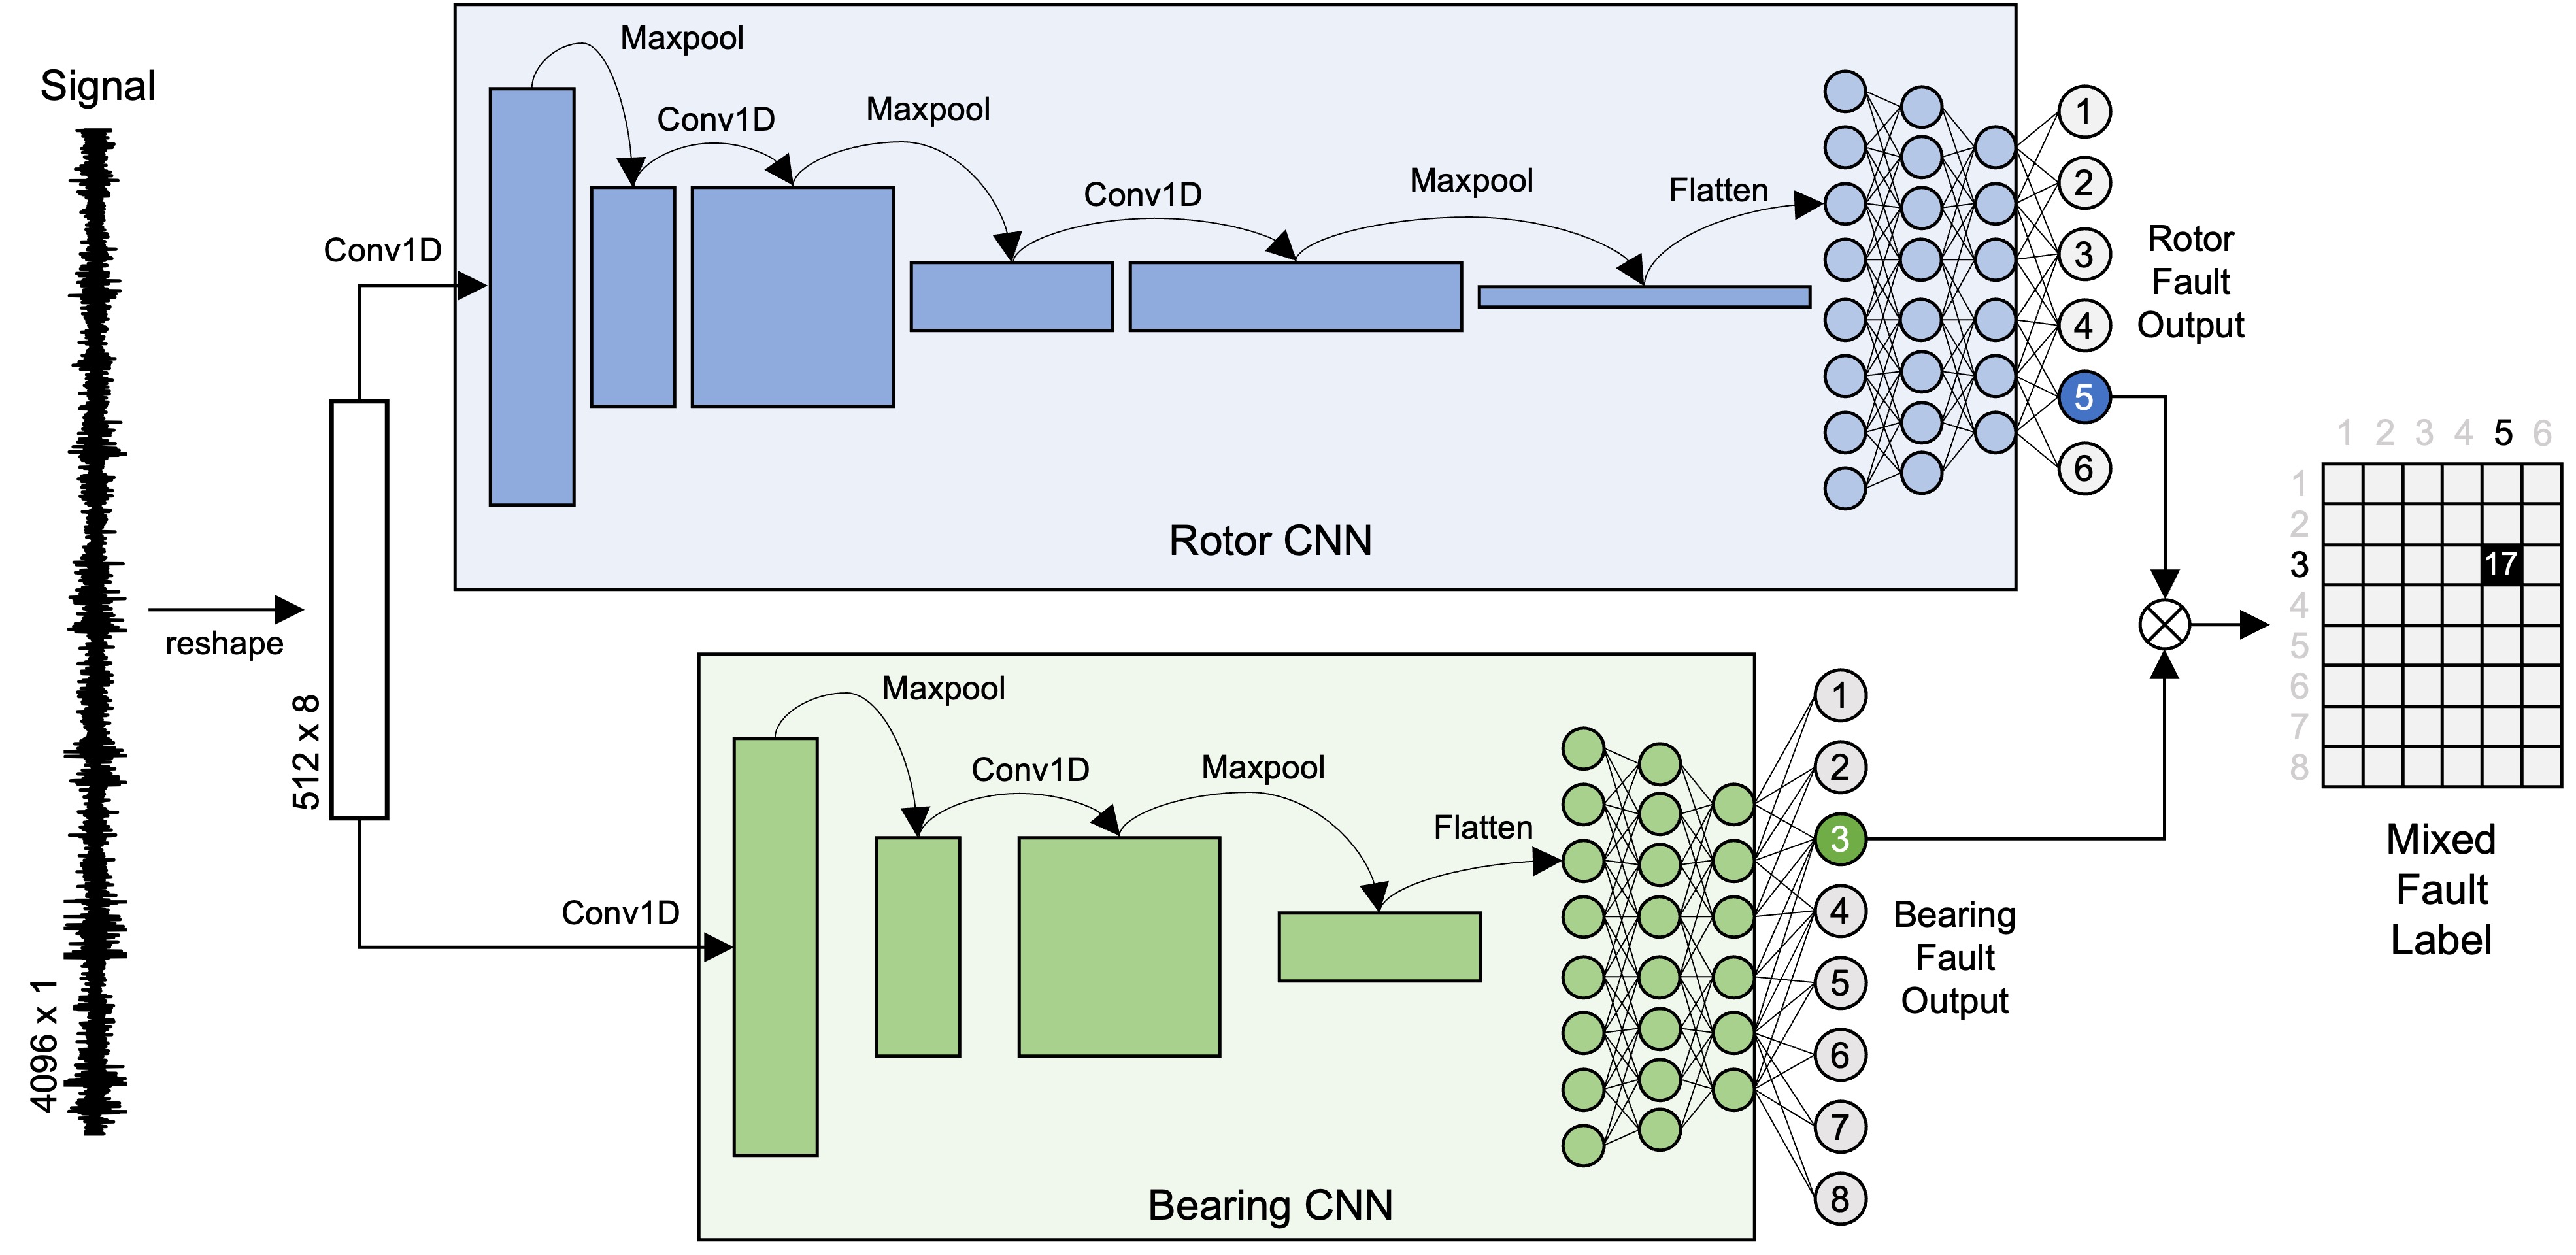 Signal
4096 x 1
reshape
512 x 8
Conv1D
Maxpool
Conv1D
Maxpool
Conv1D
Maxpool
Flatten
Rotor CNN
1
2
3
4
5
6
Rotor
Fault
Output
Conv1D
Maxpool
Conv1D
Maxpool
Flatten
Bearing CNN
1
2
3
4
5
6
7
8
Bearing
Fault
Output
1 2 3 4 5 6
1
2
3 17
4
5
6
7
8
Mixed
Fault
Label